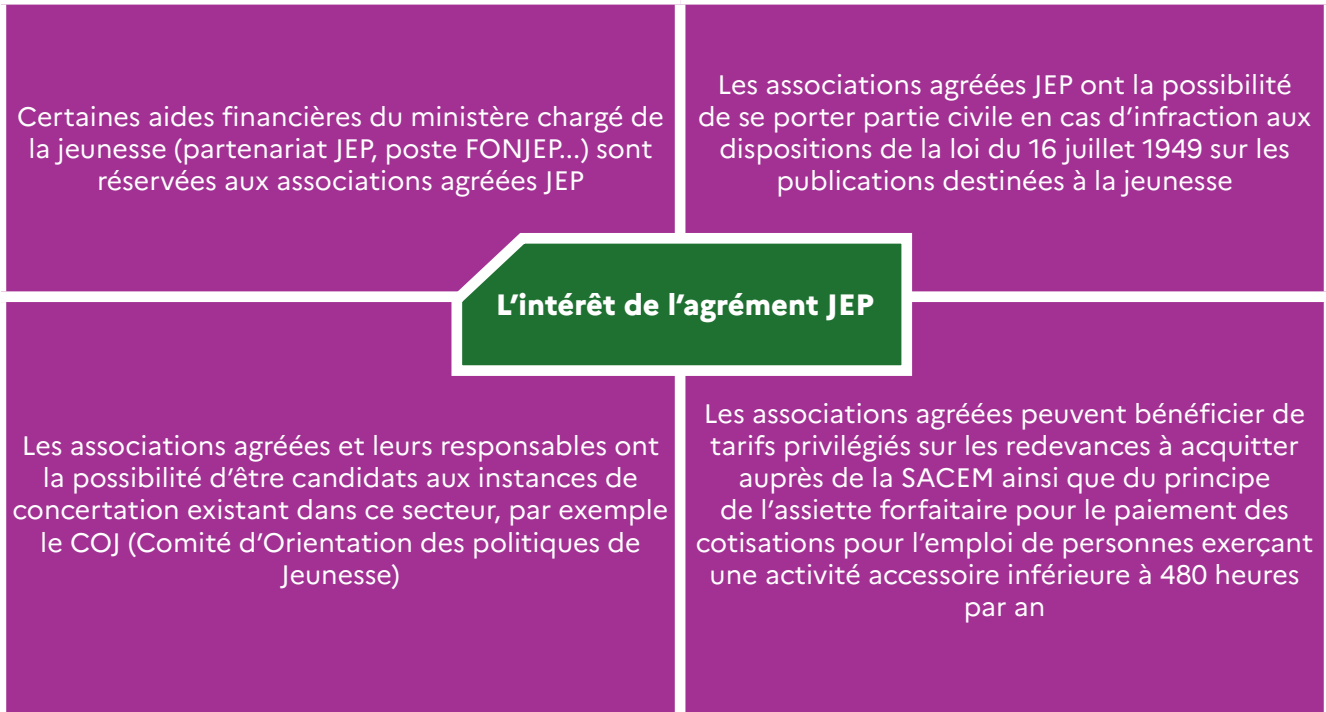 Certaines aides financières du ministère chargé de
la jeunesse (partenariat JEP, poste FONJEP...) sont
réservées aux associations agréées JEP
Les associations agréées JEP ont la possibilité
de se porter partie civile en cas d’infraction aux
dispositions de la loi du 16 juillet 1949 sur les
publications destinées à la jeunesse
L’intérêt de l’agrément JEP
Les associations agréées et leurs responsables ont
la possibilité d’être candidats aux instances de
concertation existant dans ce secteur, par exemple
le COJ (Comité d’Orientation des politiques de
Jeunesse)
Les associations agréées peuvent bénéficier de
tarifs privilégiés sur les redevances à acquitter
auprès de la SACEM ainsi que du principe
de l’assiette forfaitaire pour le paiement des
cotisations pour l’emploi de personnes exerçant
une activité accessoire inférieure à 480 heures
par an